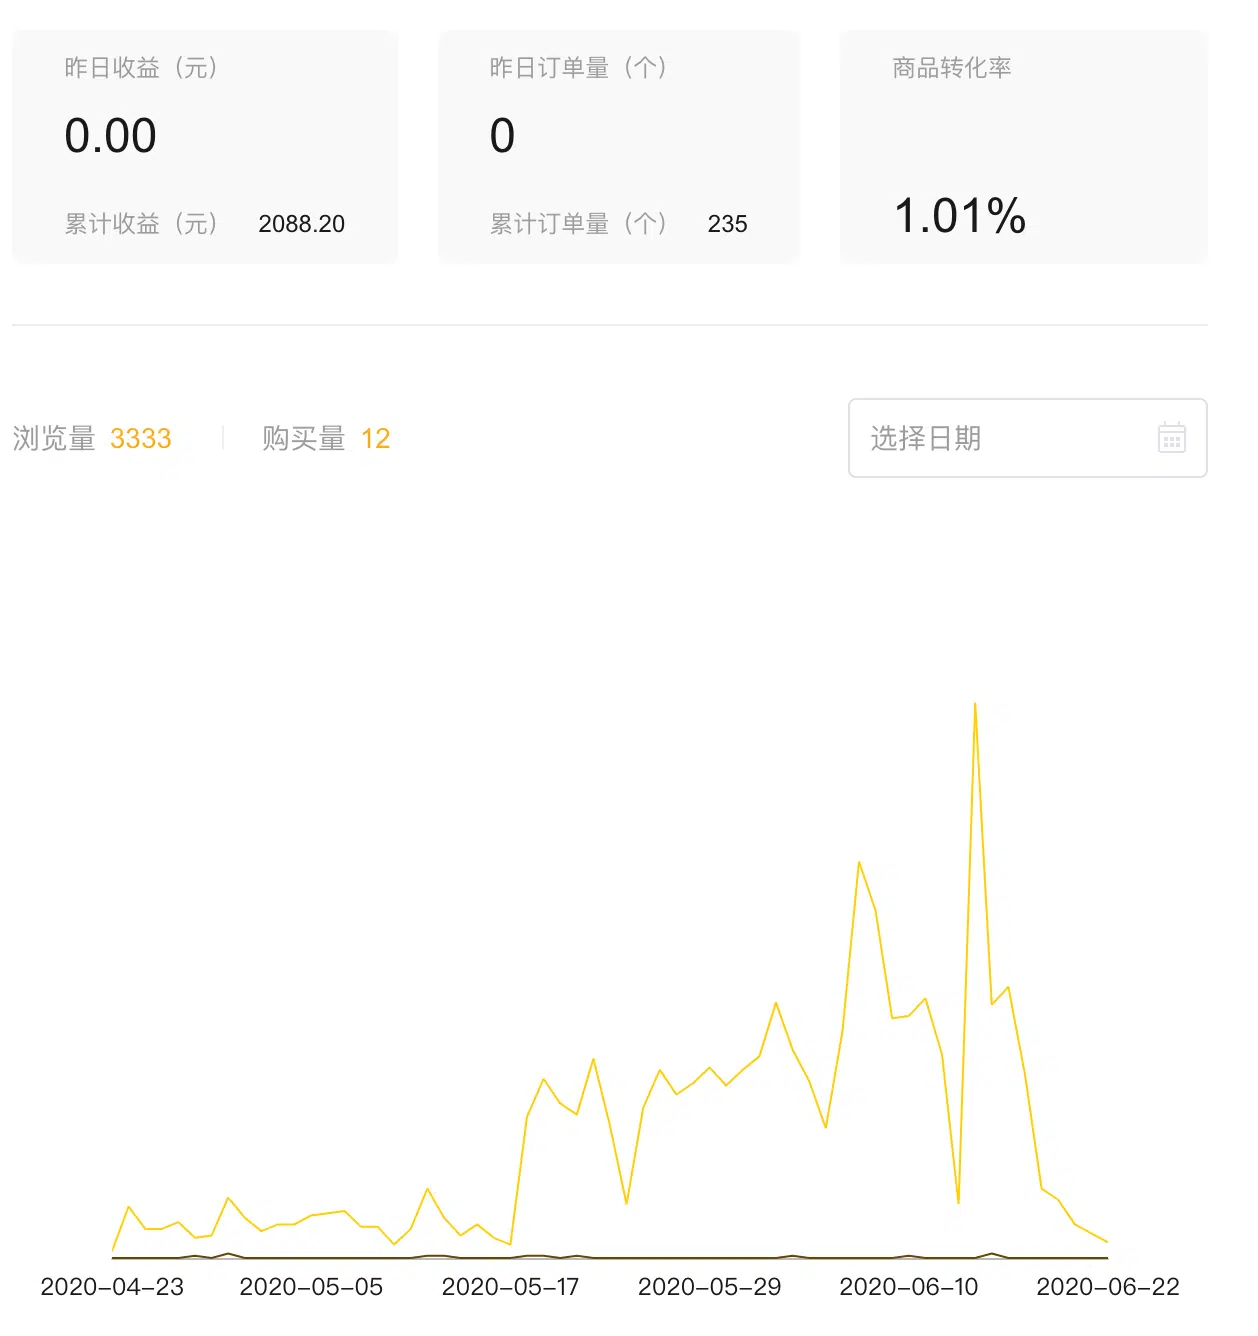 昨日收益（元）
0.00
累计收益（元） 2088.20
昨日订单量（个）
0
累计订单量（个） 235
商品转化率
1.01%
浏览量 3333 购买量 12
选择日期
2020-04-23 2020-05-05 2020-05-17 2020-05-29 2020-06-10 2020-06-22